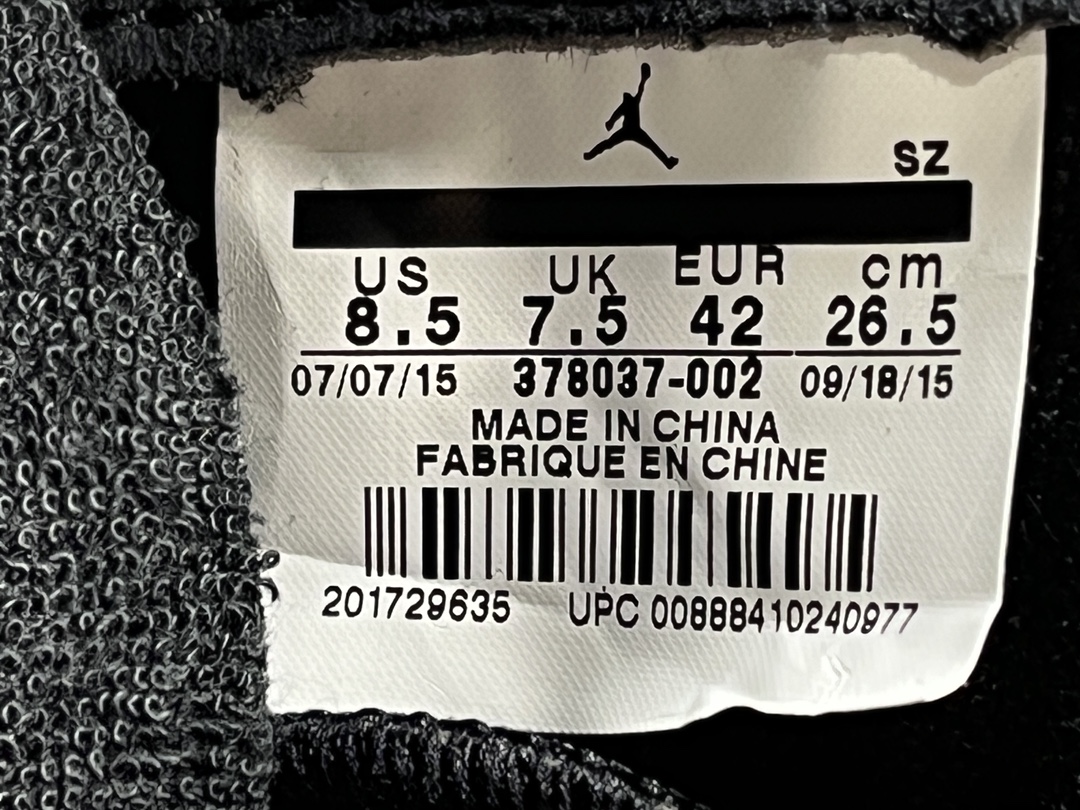 SZ
US UK EUR cm
8.5 7.5 42 26.5
07/07/15 378037-002 09/18/15
MADE IN CHINA
FABRIQUE EN CHINE
201729635 UPC 00888410240977